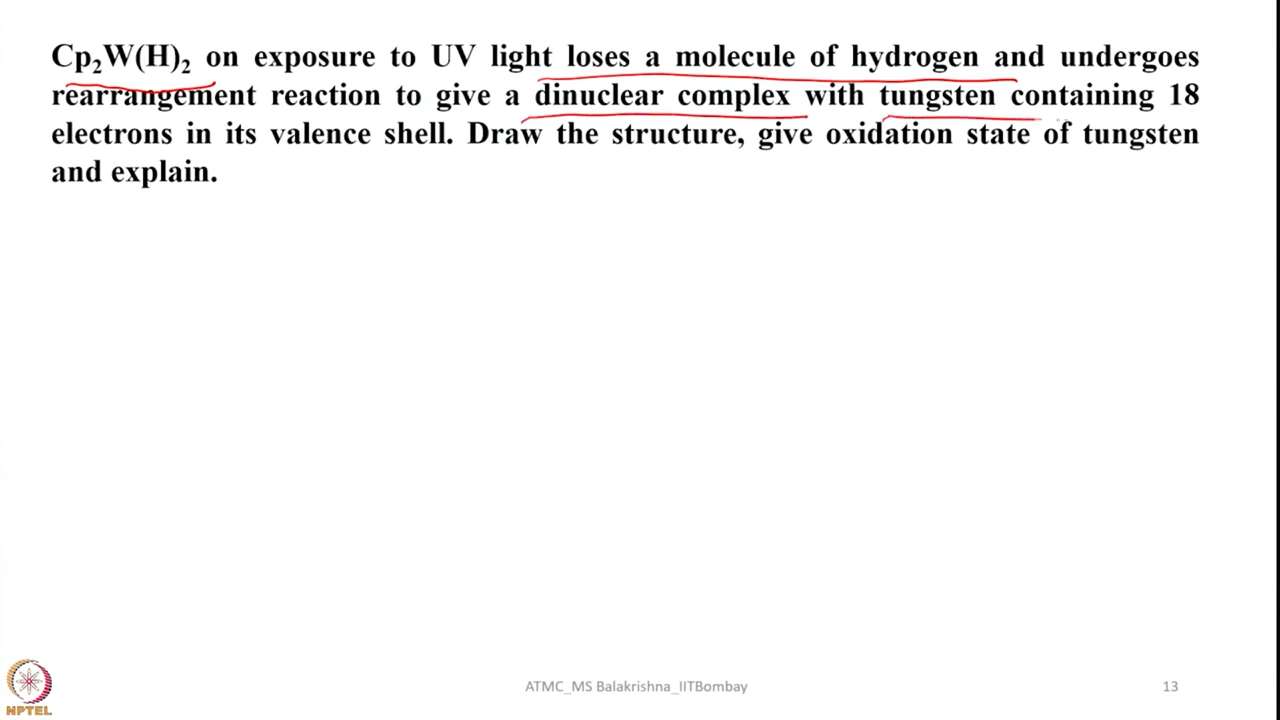 Cp₂W(H)₂ on exposure to UV light loses a molecule of hydrogen and undergoes
rearrangement reaction to give a dinuclear complex with tungsten containing 18
electrons in its valence shell. Draw the structure, give oxidation state of tungsten
and explain.
NPTEL
ATMC_MS Balakrishna_IITBombay
13